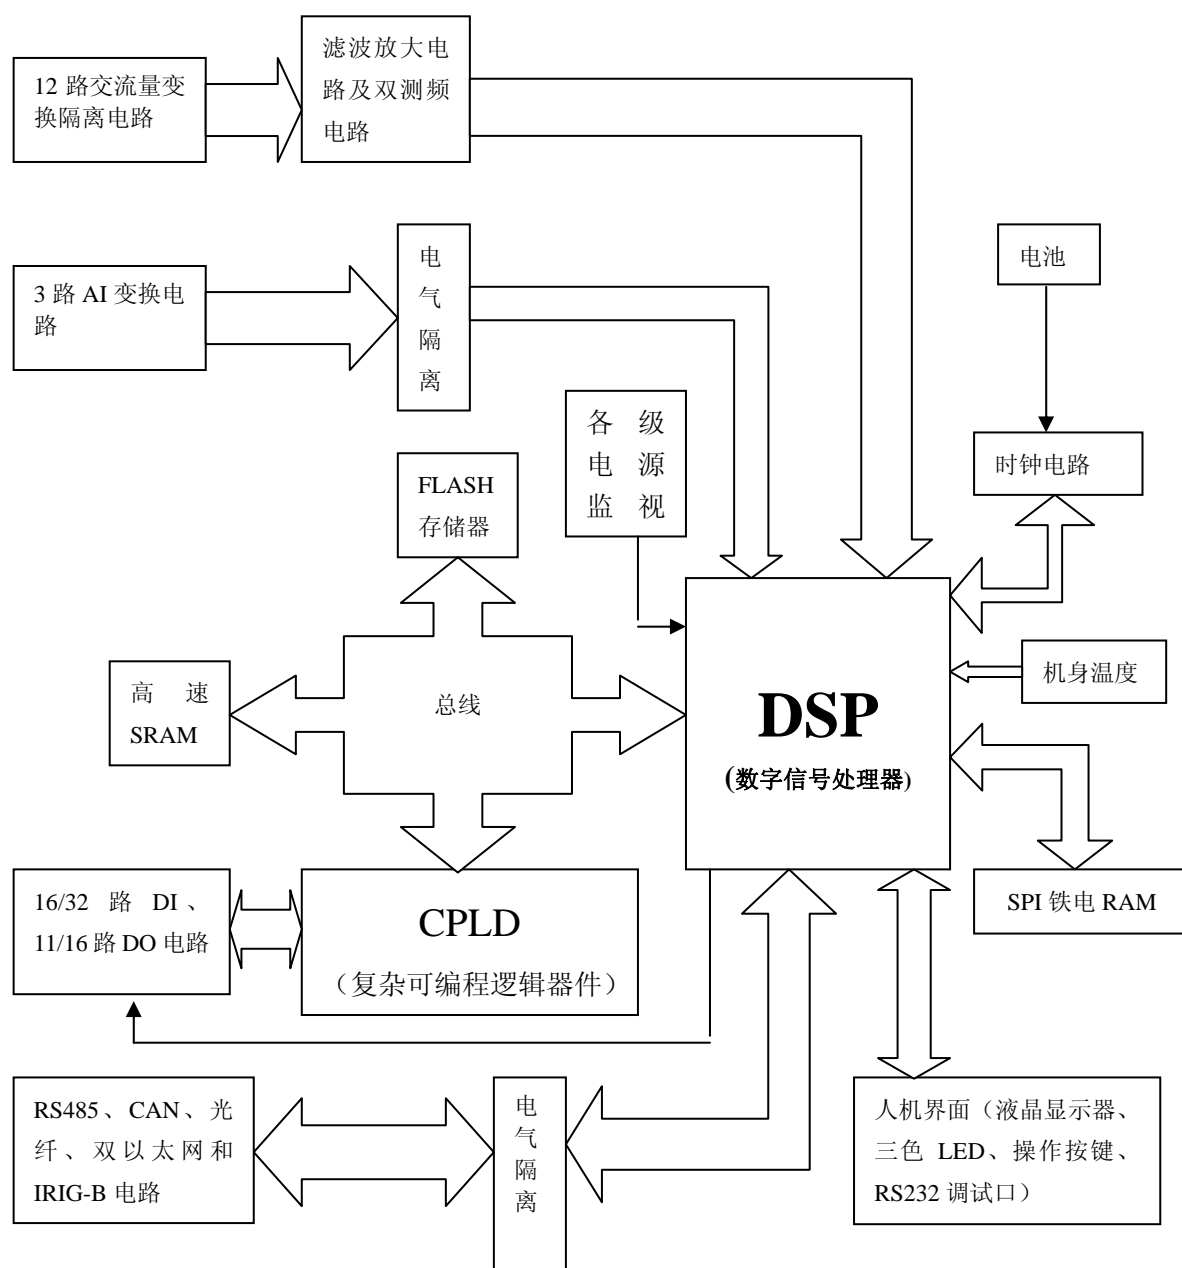 12 路交流量变
换隔离电路
滤波放大电
路及双测频
电路
3 路 AI 变换电
路
电
气
隔
离
电池
各 级
电 源
监 视
时钟电路
FLASH
存储器
高 速
SRAM
总线
DSP
(数字信号处理器)
机身温度
16/32 路 DI、
11/16 路 DO 电路
CPLD
（复杂可编程逻辑器件）
SPI 铁电 RAM
RS485、CAN、光
纤、双以太网和
IRIG-B 电路
电
气
隔
离
人机界面（液晶显示器、
三色 LED、操作按键、
RS232 调试口）